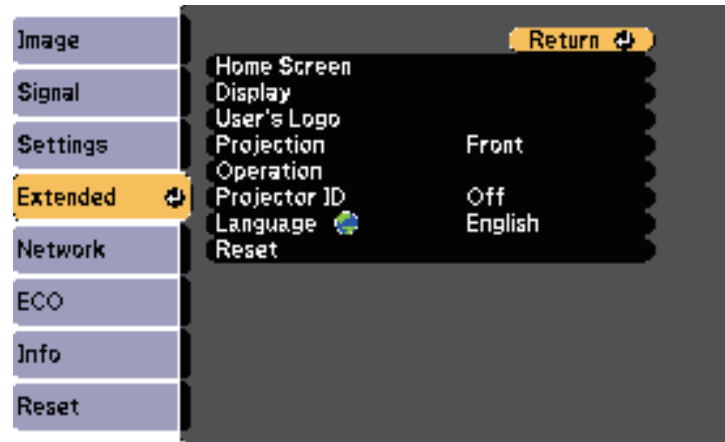 Image
Signal
Settings
Extended
Network
ECO
Info
Reset
Return
Home Screen
Display
User's Logo
Projection Front
Operation
Projector ID Off
Language English
Reset